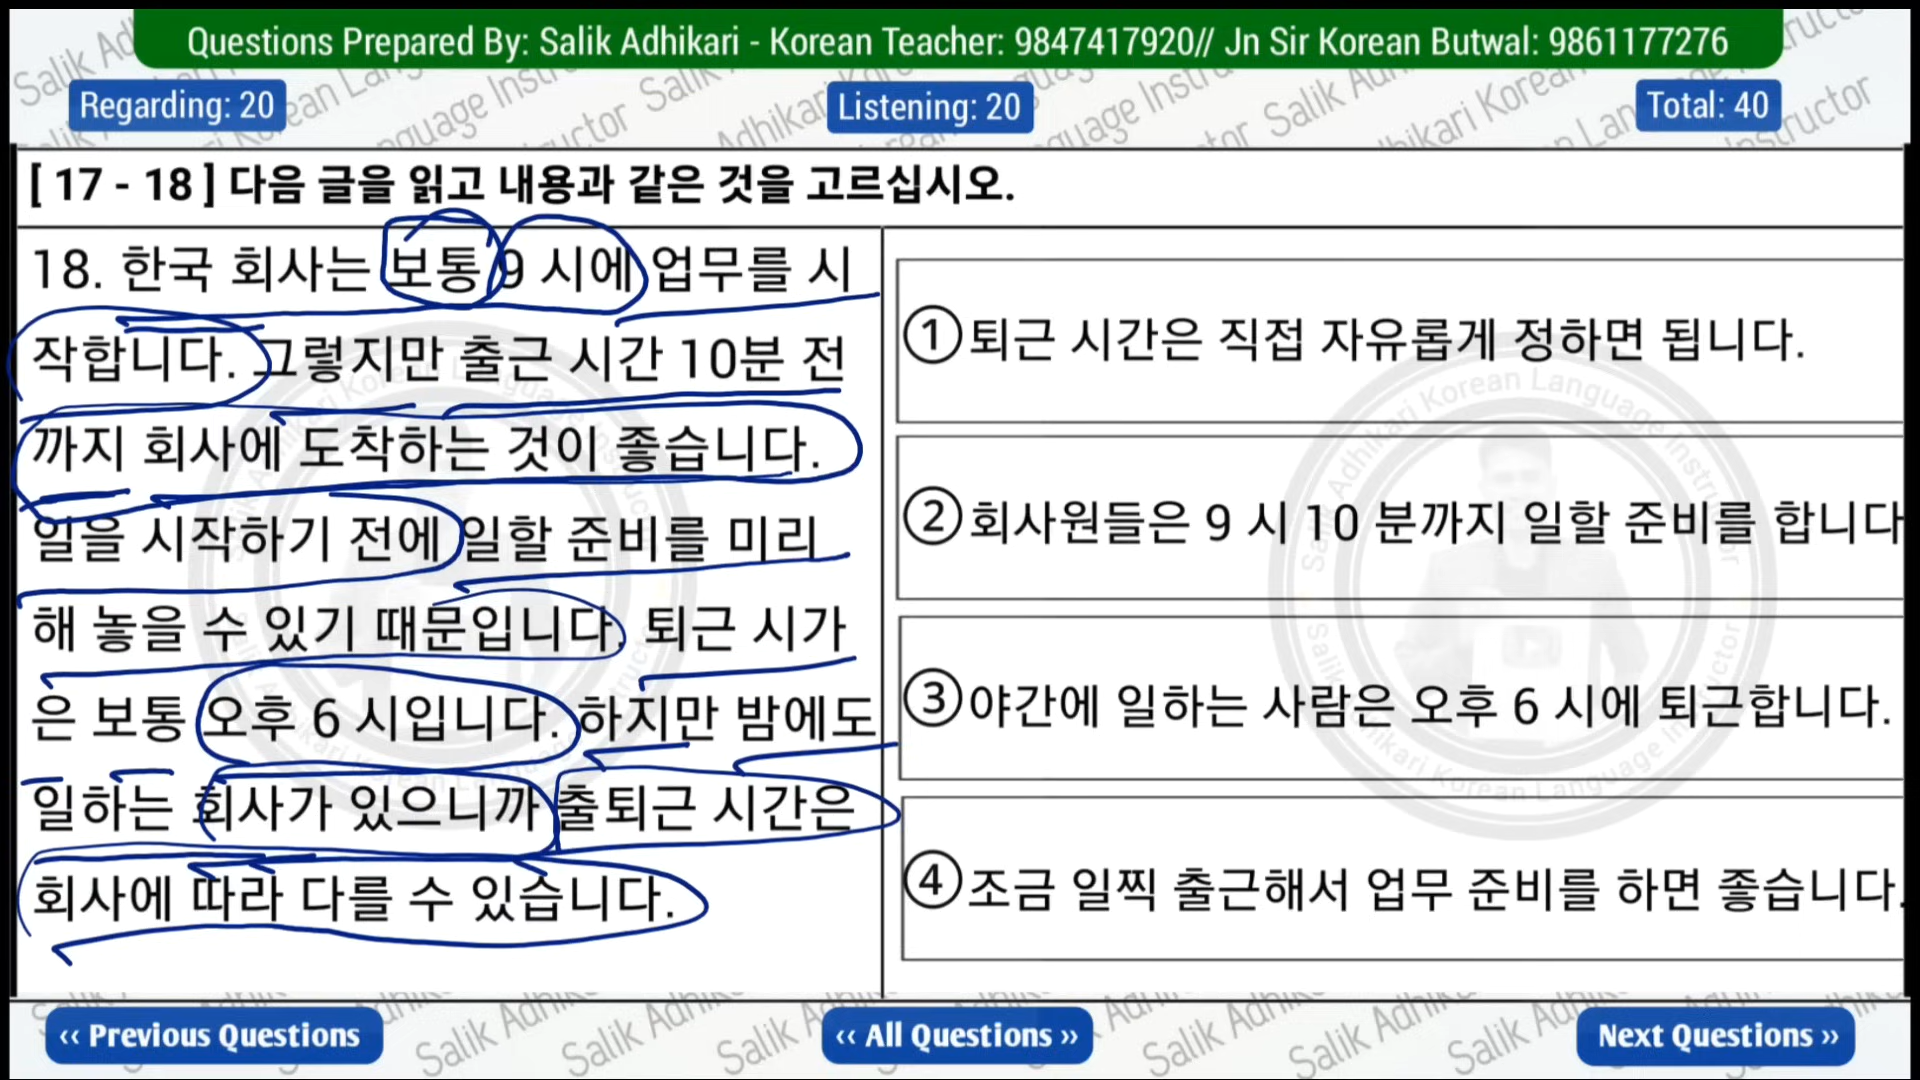 Questions Prepared By: Salik Adhikari - Korean Teacher: 9847417920// Jn Sir Korean Butwal: 9861177276
Regarding: 20
Listening: 20
Total: 40
[ 17 - 18 ] 다음 글을 읽고 내용과 같은 것을 고르십시오.
18. 한국 회사는 보통 9 시에 업무를 시
작합니다. 그렇지만 출근 시간 10분 전
까지 회사에 도착하는 것이 좋습니다.
일을 시작하기 전에 일할 준비를 미리
해 놓을 수 있기 때문입니다. 퇴근 시가
은 보통 오후 6 시입니다. 하지만 밤에도
일하는 회사가 있으니까 출퇴근 시간은
회사에 따라 다를 수 있습니다.
① 퇴근 시간은 직접 자유롭게 정하면 됩니다.
② 회사원들은 9 시 10 분까지 일할 준비를 합니다
③ 야간에 일하는 사람은 오후 6 시에 퇴근합니다.
④ 조금 일찍 출근해서 업무 준비를 하면 좋습니다.
‹‹ Previous Questions
‹‹ All Questions ››
Next Questions ››